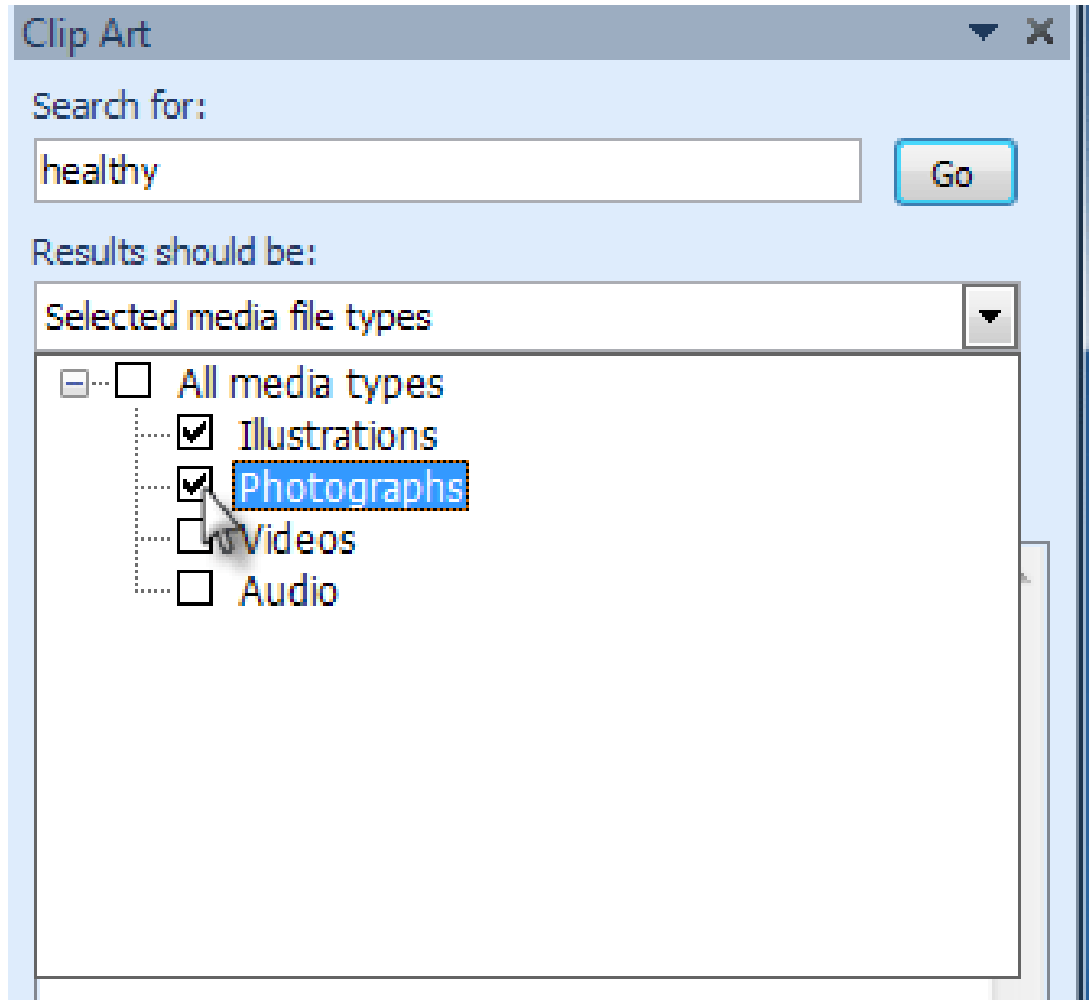 Clip Art
Search for:
healthy
Go
Results should be:
Selected media file types
All media types
Illustrations
Photographs
Videos
Audio